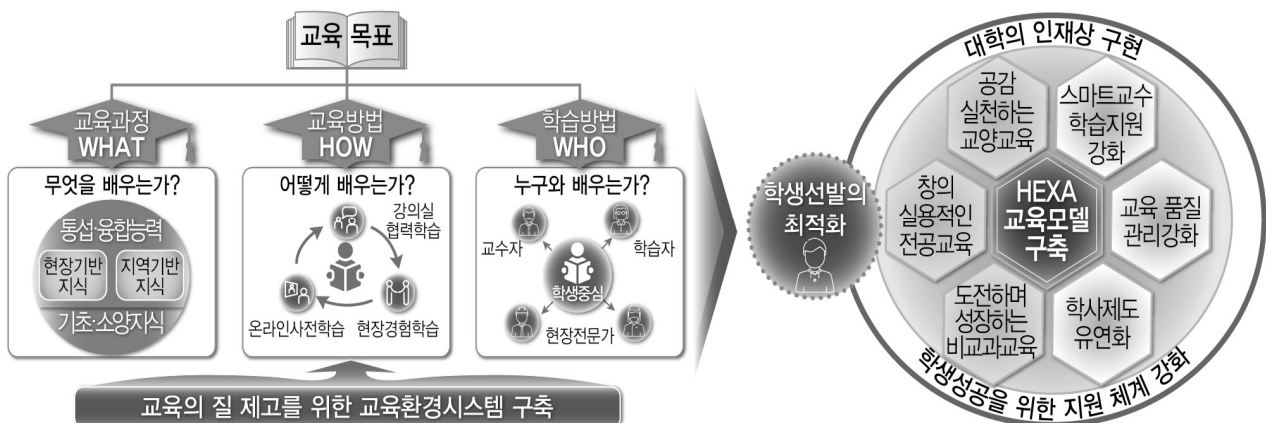 교육 목표
교육과정
WHAT
무엇을 배우는가?
통섭·융합능력
현장기반
지식
지역기반
지식
기초·소양지식
교육방법
HOW
어떻게 배우는가?
강의실
협력학습
온라인사전학습
현장경험학습
학습방법
WHO
누구와 배우는가?
교수자
학습자
학생중심
현장전문가
교육의 질 제고를 위한 교육환경시스템 구축
학생선발의
최적화
대학의 인재상 구현
공감
실천하는
교양교육
스마트교수
학습지원
강화
창의
실용적인
전공교육
HEXA
교육모델
구축
교육 품질
관리강화
도전하며
성장하는
비교과교육
학사제도
유연화
학생성공을 위한 지원 체계 강화